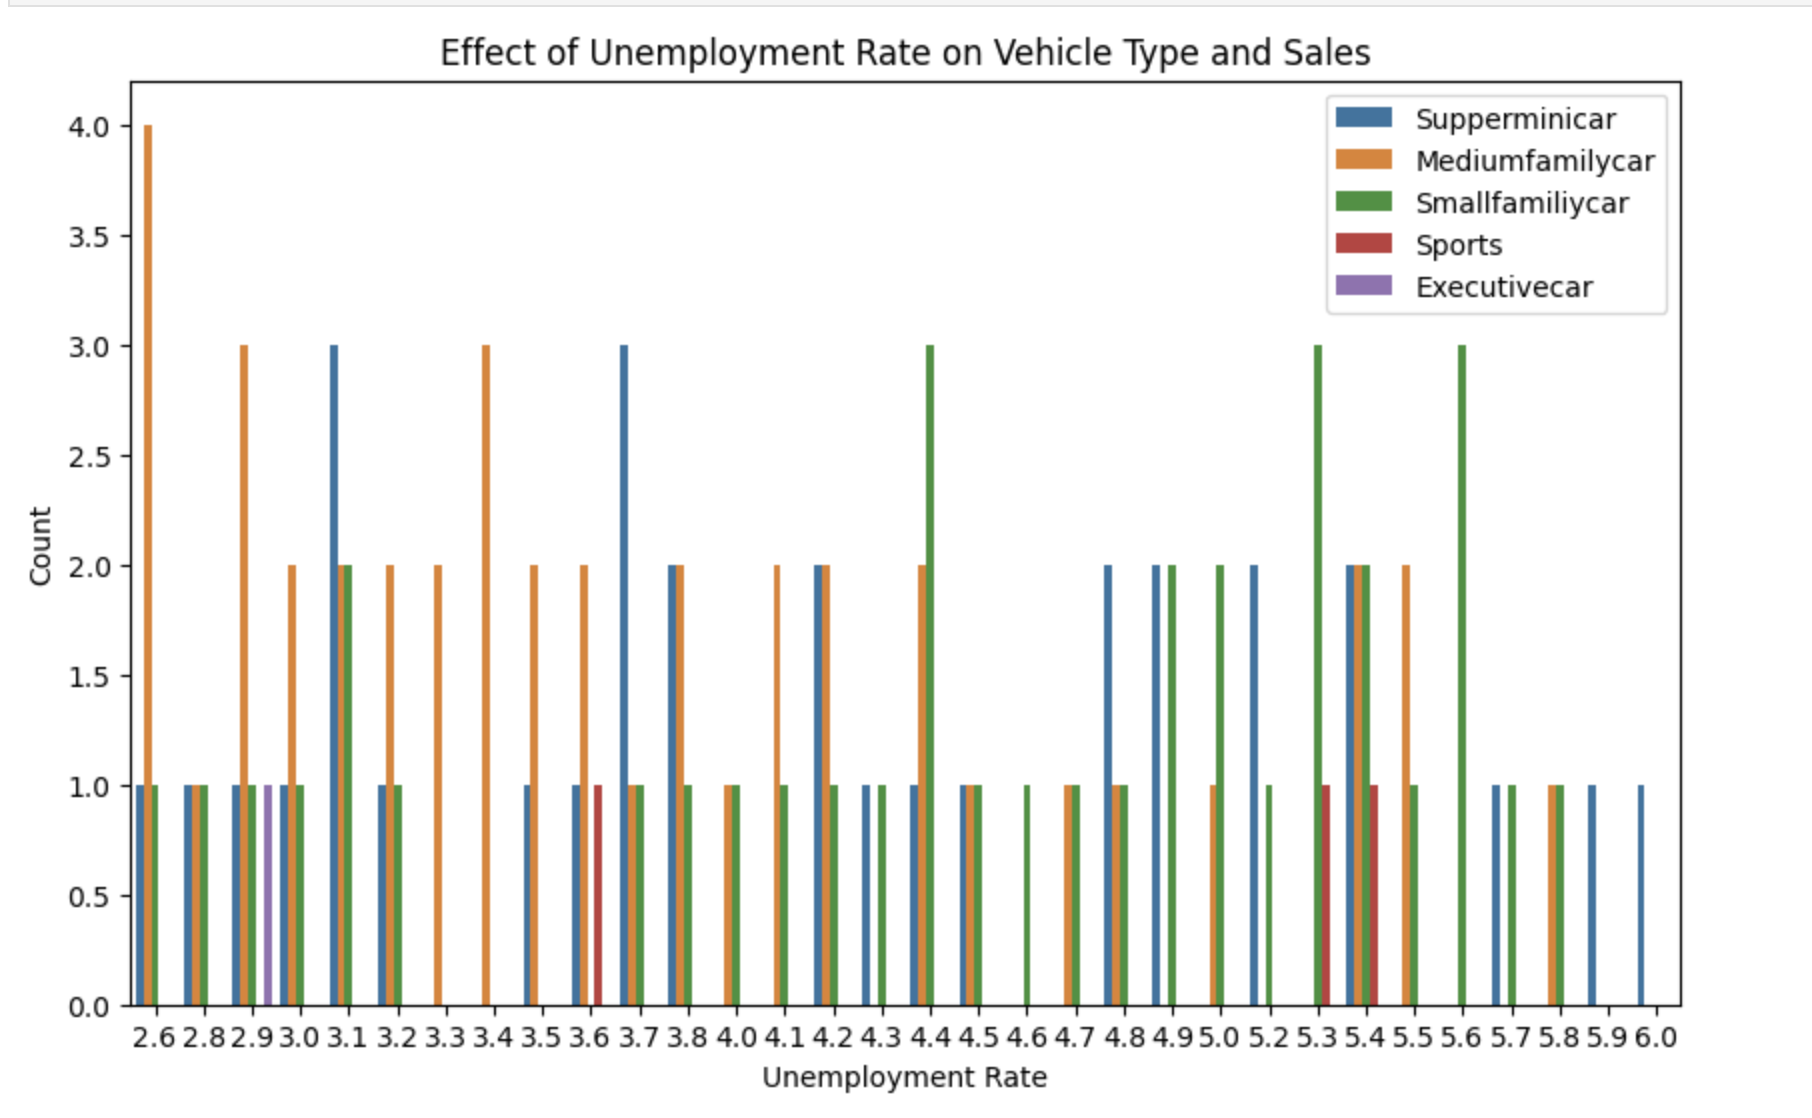 Effect of Unemployment Rate on Vehicle Type and Sales
Supperminicar
Mediumfamilycar
Smallfamiliycar
Sports
Executivecar
4.0
3.5
3.0
2.5
2.0
1.5
1.0
0.5
0.0
Count
2.6 2.8 2.9 3.0 3.1 3.2 3.3 3.4 3.5 3.6 3.7 3.8 4.0 4.1 4.2 4.3 4.4 4.5 4.6 4.7 4.8 4.9 5.0 5.2 5.3 5.4 5.5 5.6 5.7 5.8 5.9 6.0
Unemployment Rate